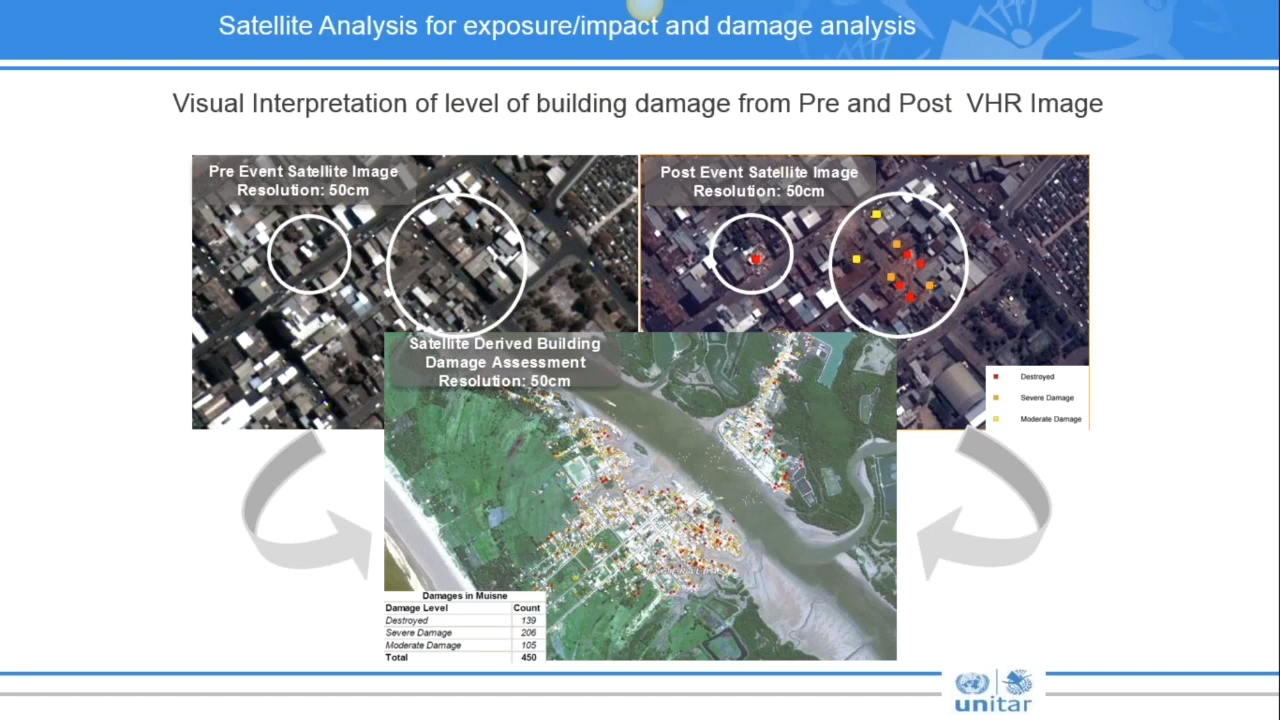 Satellite Analysis for exposure/impact and damage analysis
Visual Interpretation of level of building damage from Pre and Post VHR Image
Pre Event Satellite Image
Resolution: 50cm
Post Event Satellite Image
Resolution: 50cm
Destroyed
Severe Damage
Moderate Damage
Satellite Derived Building
Damage Assessment
Resolution: 50cm
Damages in Muisne
Damage Level Count
Destroyed 139
Severe Damage 206
Moderate Damage 105
Total 450
unitar